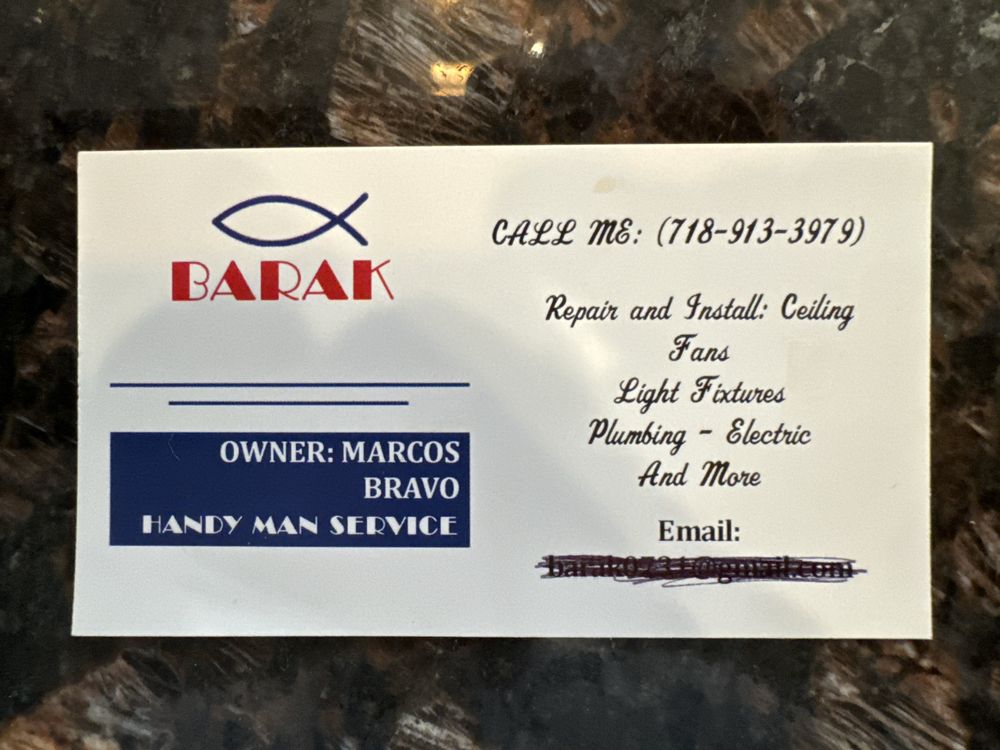 BARAK
OWNER: MARCOS
BRAVO
HANDY MAN SERVICE
CALL ME: (718-913-3979)
Repair and Install: Ceiling
Fans
Light Fixtures
Plumbing - Electric
And More
Email: